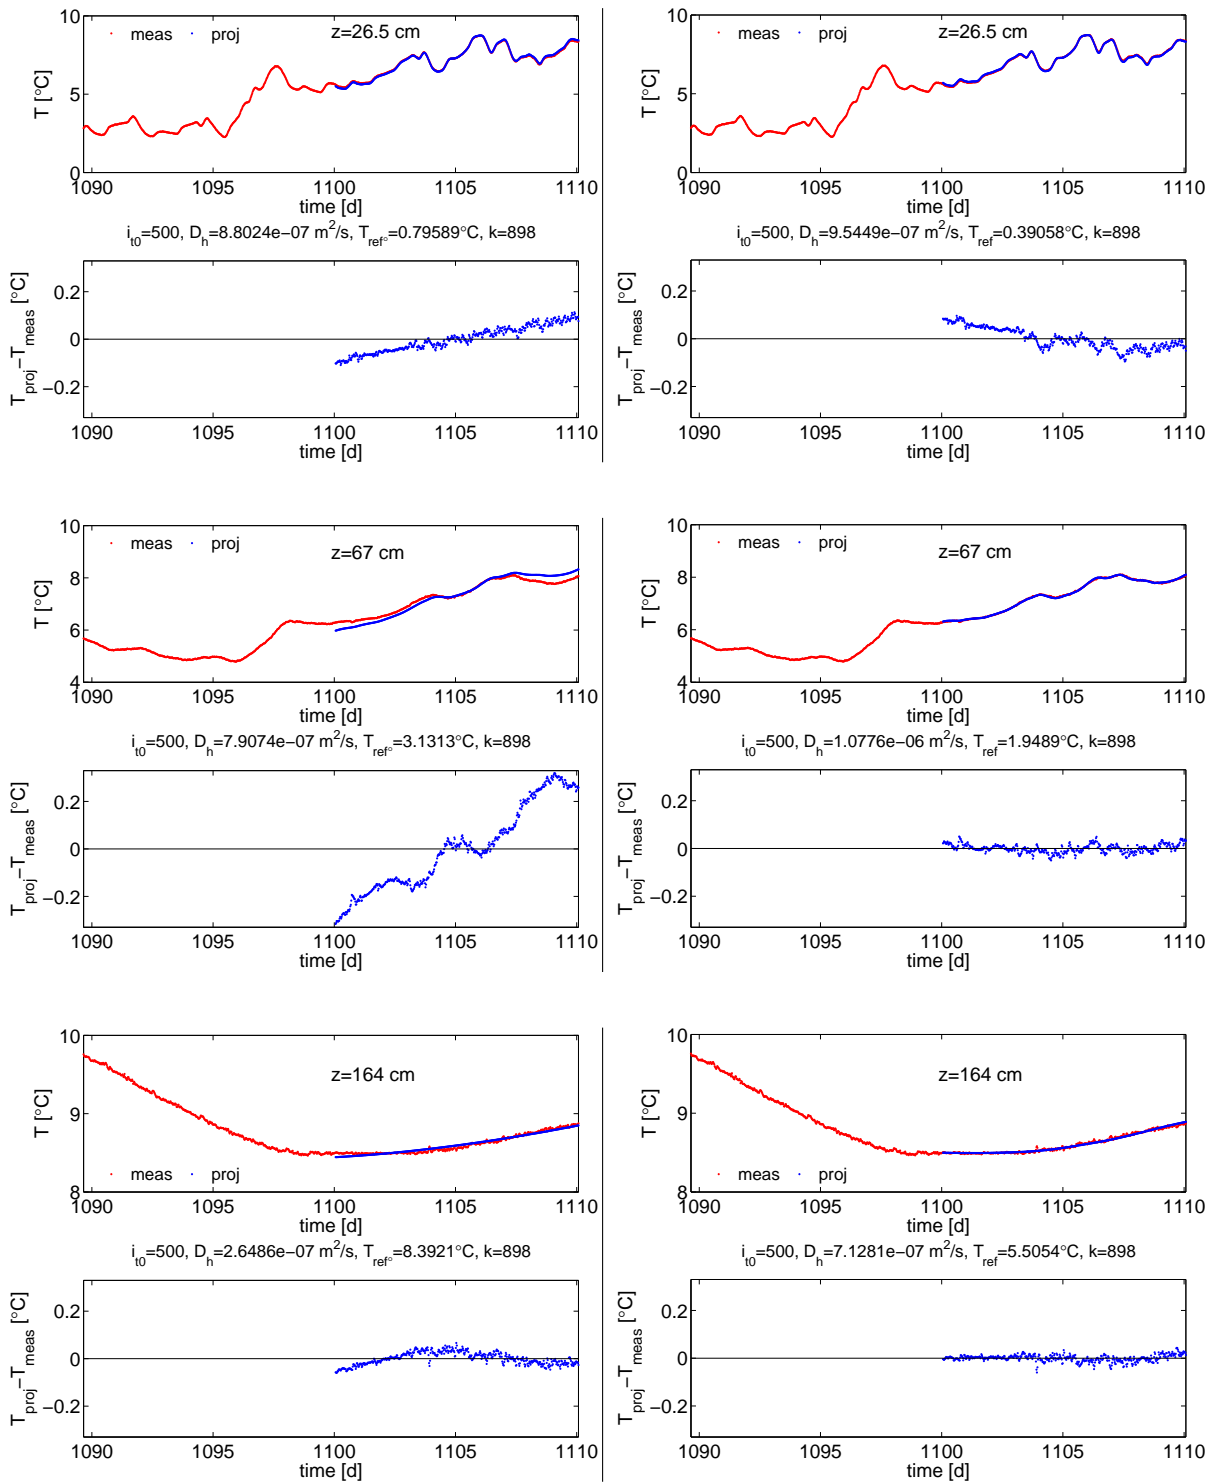 meas proj z=26.5 cm
T [°C]
10
5
0
1090 1095 1100 1105 1110
time [d]
i_t0=500, D_h=8.8024e−07 m²/s, T_ref°=0.79589°C, k=898
T_proj−T_meas [°C]
0.2
0
−0.2
1090 1095 1100 1105 1110
time [d]
meas proj z=26.5 cm
T [°C]
10
5
0
1090 1095 1100 1105 1110
time [d]
i_t0=500, D_h=9.5449e−07 m²/s, T_ref=0.39058°C, k=898
T_proj−T_meas [°C]
0.2
0
−0.2
1090 1095 1100 1105 1110
time [d]
meas proj z=67 cm
T [°C]
10
8
6
4
1090 1095 1100 1105 1110
time [d]
i_t0=500, D_h=7.9074e−07 m²/s, T_ref°=3.1313°C, k=898
T_proj−T_meas [°C]
0.2
0
−0.2
1090 1095 1100 1105 1110
time [d]
meas proj z=67 cm
T [°C]
10
8
6
4
1090 1095 1100 1105 1110
time [d]
i_t0=500, D_h=1.0776e−06 m²/s, T_ref=1.9489°C, k=898
T_proj−T_meas [°C]
0.2
0
−0.2
1090 1095 1100 1105 1110
time [d]
z=164 cm
meas proj
T [°C]
10
9
8
1090 1095 1100 1105 1110
time [d]
i_t0=500, D_h=2.6486e−07 m²/s, T_ref°=8.3921°C, k=898
T_proj−T_meas [°C]
0.2
0
−0.2
1090 1095 1100 1105 1110
time [d]
z=164 cm
meas proj
T [°C]
10
9
8
1090 1095 1100 1105 1110
time [d]
i_t0=500, D_h=7.1281e−07 m²/s, T_ref=5.5054°C, k=898
T_proj−T_meas [°C]
0.2
0
−0.2
1090 1095 1100 1105 1110
time [d]